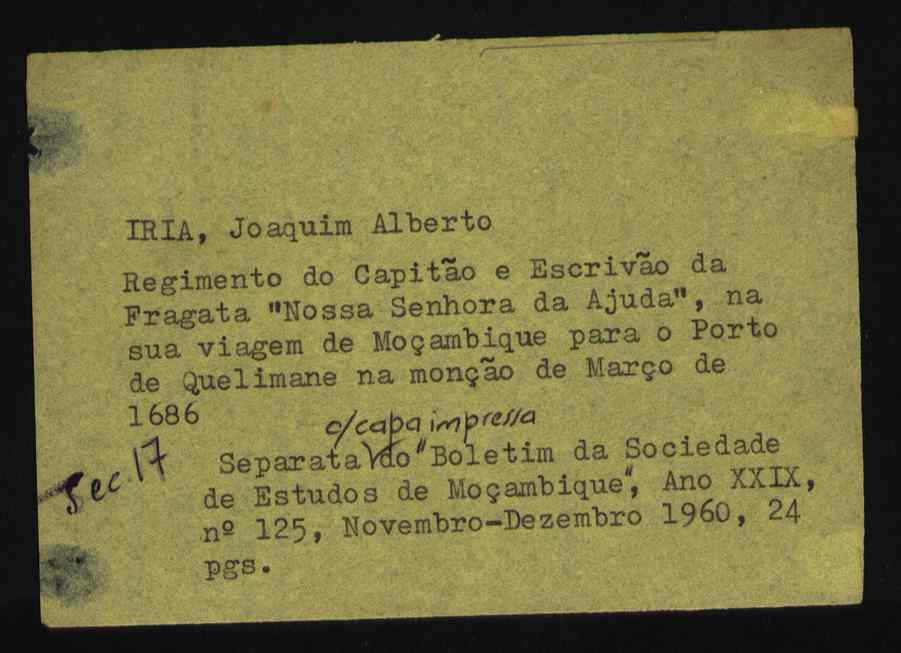 IRIA, Joaquim Alberto
Regimento do Capitão e Escrivão da
Fragata "Nossa Senhora da Ajuda", na
sua viagem de Moçambique para o Porto
de Quelimane na monção de Março de
1686
c/capa impressa
Sec. 17
Separata do "Boletim da Sociedade
de Estudos de Moçambique", Ano XXIX,
nº 125, Novembro-Dezembro 1960, 24
pgs.